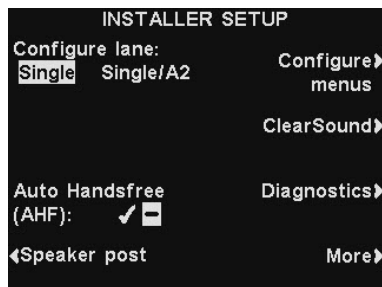 INSTALLER SETUP
Configure lane:
Single Single/A2
Configure
menus
ClearSound
Auto Handsfree
(AHF): ✓ –
Diagnostics
Speaker post
More